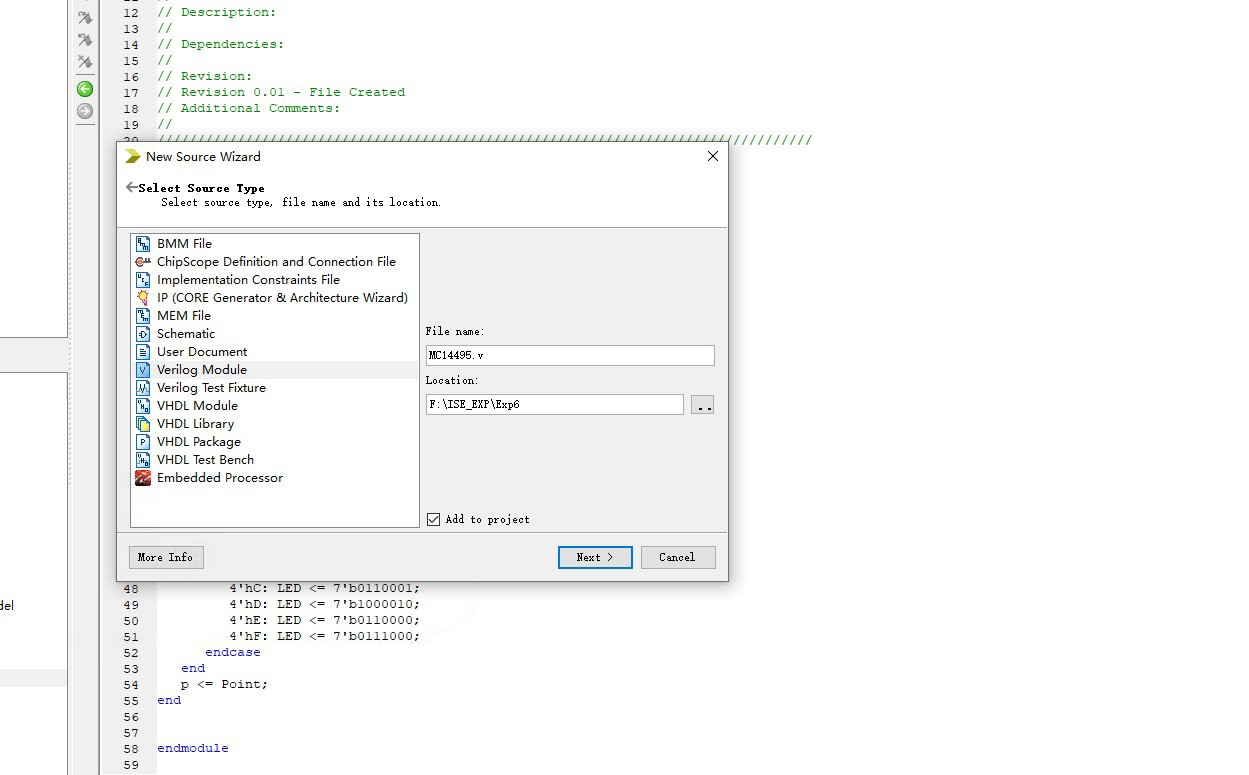 12 // Description:
13 //
14 // Dependencies:
15 //
16 // Revision:
17 // Revision 0.01 - File Created
18 // Additional Comments:
19 //
New Source Wizard
Select Source Type
Select source type, file name and its location.
BMM File
ChipScope Definition and Connection File
Implementation Constraints File
IP (CORE Generator & Architecture Wizard)
MEM File
Schematic
User Document
Verilog Module
Verilog Test Fixture
VHDL Module
VHDL Library
VHDL Package
VHDL Test Bench
Embedded Processor
File name:
MC14495.v
Location:
F:\ISE_EXP\Exp6
..
Add to project
More Info
Next >
Cancel
48 4'hC: LED <= 7'b0110001;
49 4'hD: LED <= 7'b1000010;
del
50 4'hE: LED <= 7'b0110000;
51 4'hF: LED <= 7'b0111000;
52 endcase
53 end
54 p <= Point;
55 end
56
57
58 endmodule
59